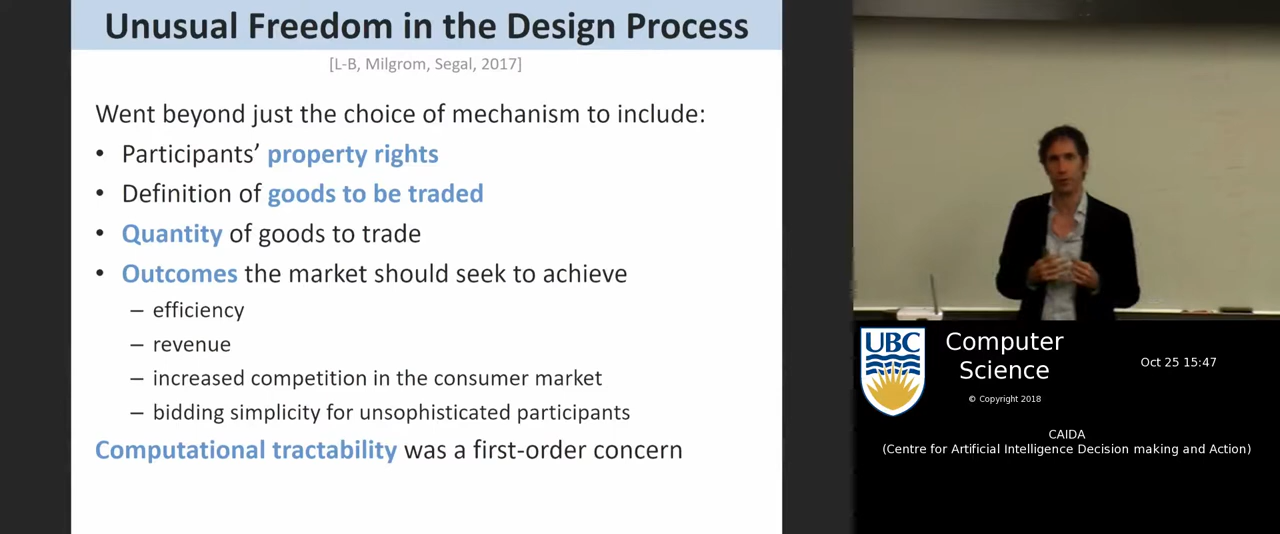 Unusual Freedom in the Design Process
[L-B, Milgrom, Segal, 2017]
Went beyond just the choice of mechanism to include:
• Participants’ property rights
• Definition of goods to be traded
• Quantity of goods to trade
• Outcomes the market should seek to achieve
– efficiency
– revenue
– increased competition in the consumer market
– bidding simplicity for unsophisticated participants
Computational tractability was a first-order concern
UBC
Computer
Science
© Copyright 2018
Oct 25 15:47
CAIDA
(Centre for Artificial Intelligence Decision making and Action)